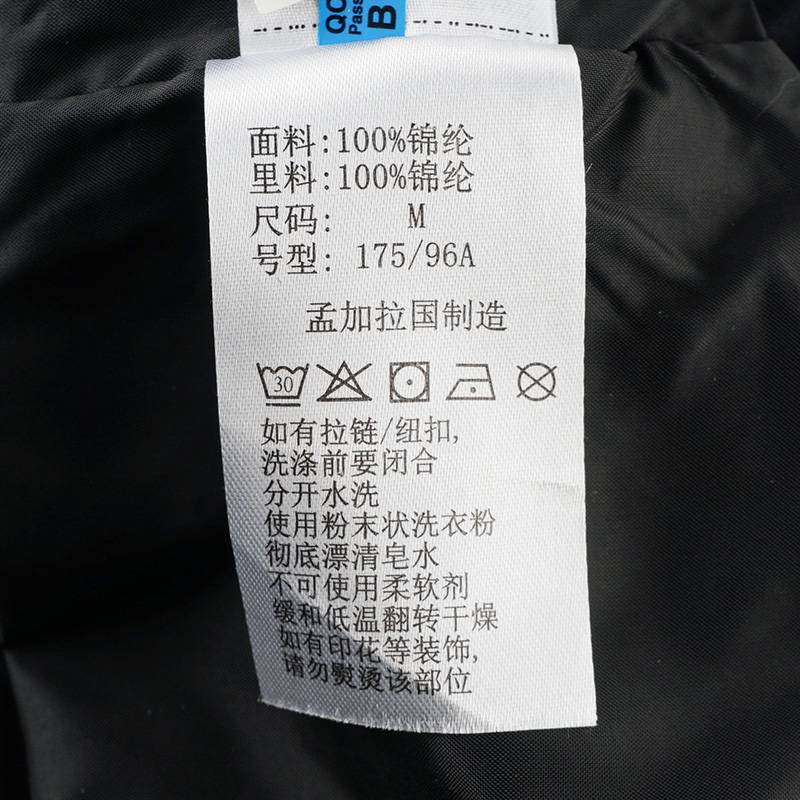 QC
Pass
B
面料:100%锦纶
里料:100%锦纶
尺码: M
号型: 175/96A
孟加拉国制造
30
如有拉链/纽扣,
洗涤前要闭合
分开水洗
使用粉末状洗衣粉
彻底漂清皂水
不可使用柔软剂
缓和低温翻转干燥
如有印花等装饰,
请勿熨烫该部位